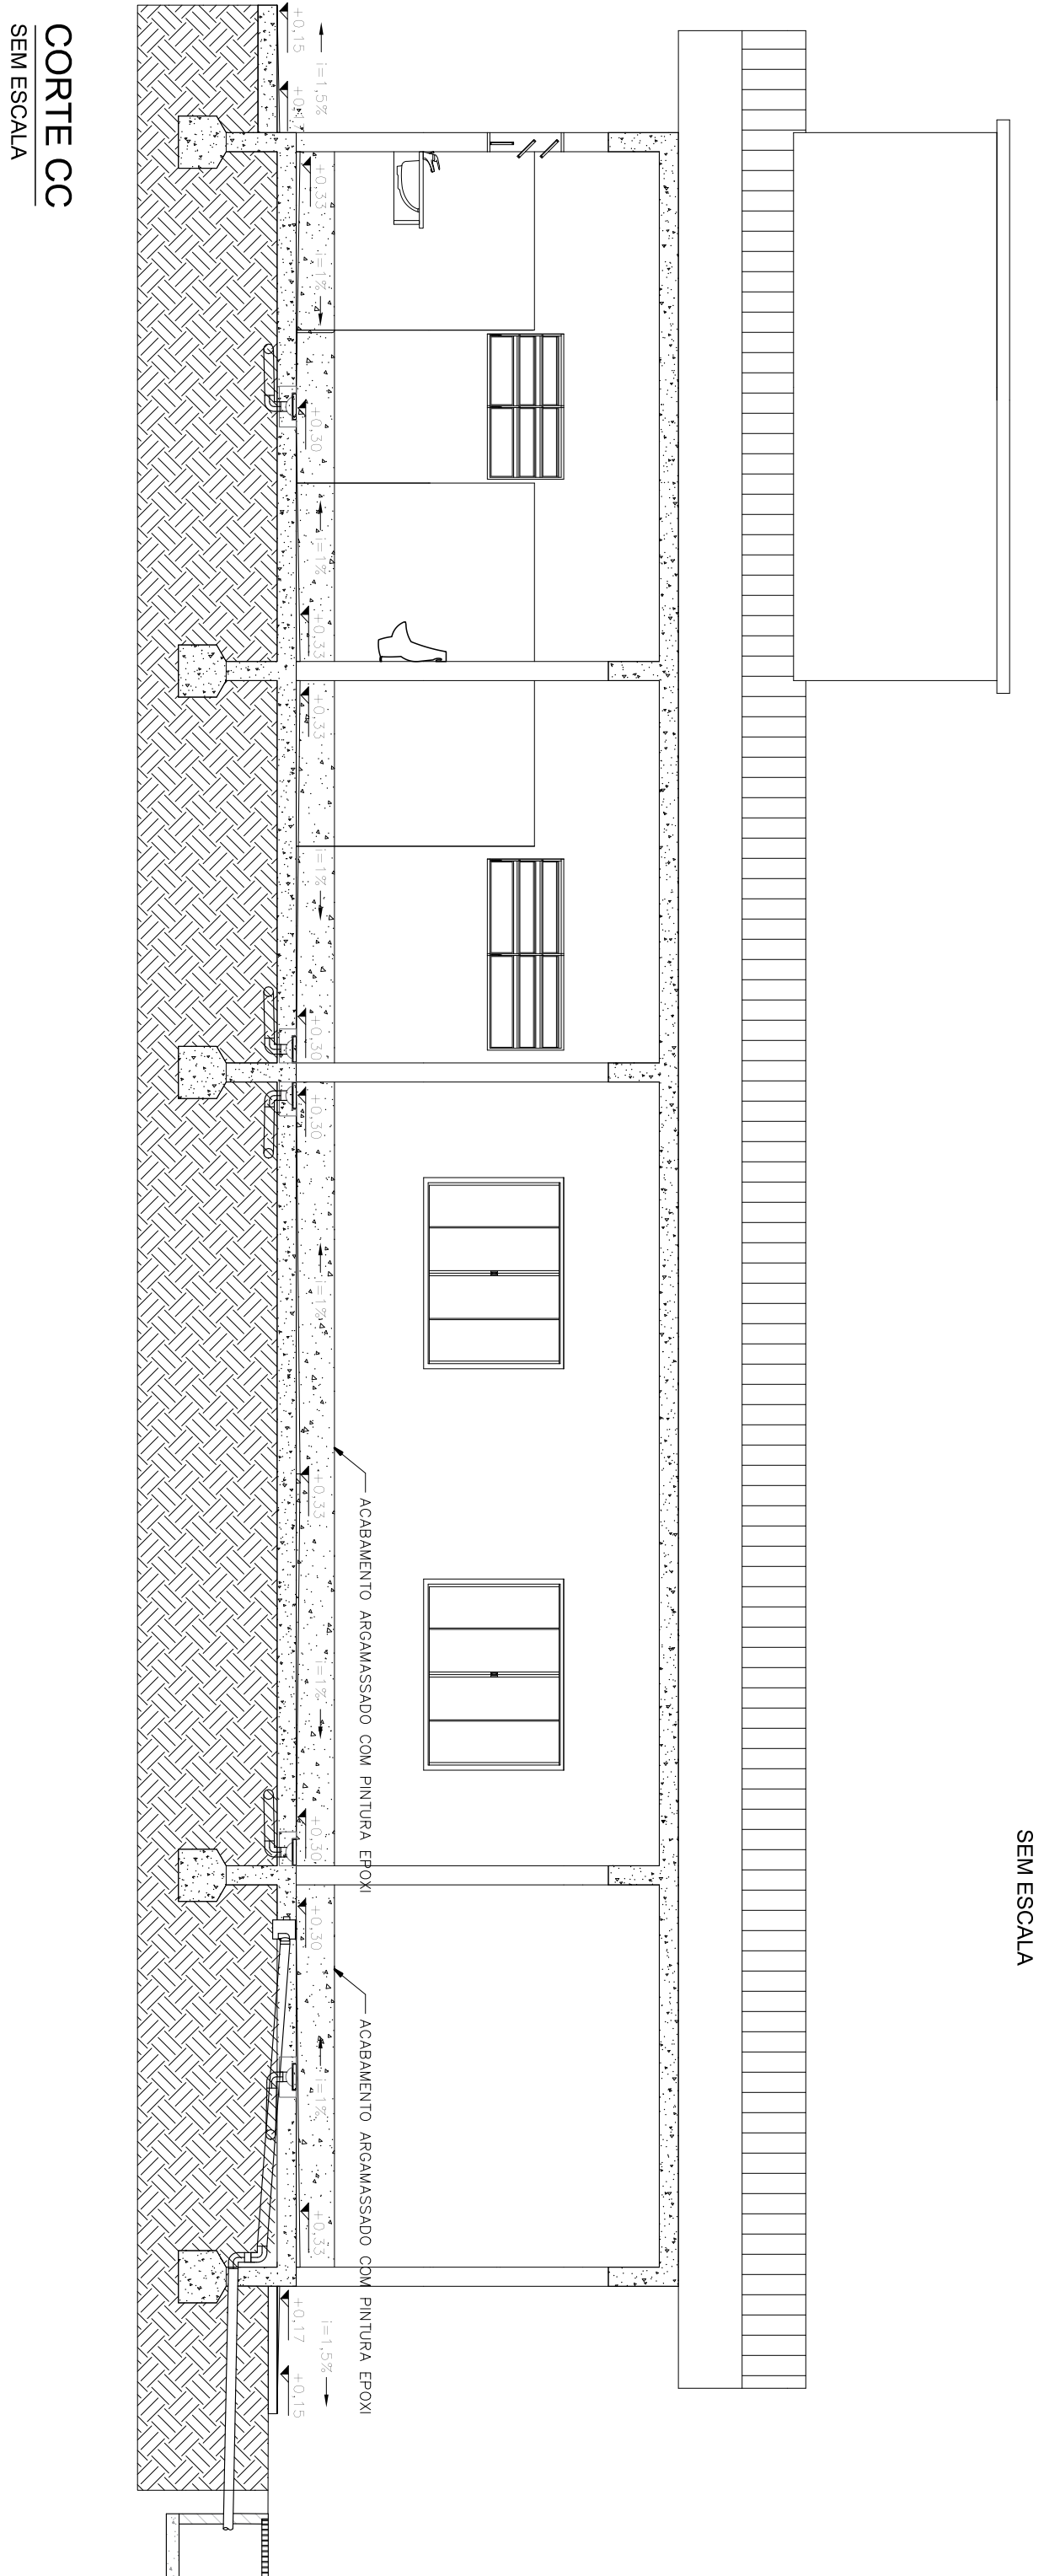 SEM ESCALA
+0,15
i=1,5%
+0,17
+0,33
i=1%
+0,30
i=1%
+0,33
+0,33
i=1%
+0,30
+0,30
i=1%
+0,33
i=1%
+0,30
+0,30
i=1%
+0,33
+0,17
i=1,5%
+0,15
ACABAMENTO ARGAMASSADO COM PINTURA EPOXI
ACABAMENTO ARGAMASSADO COM PINTURA EPOXI
CORTE CC
SEM ESCALA